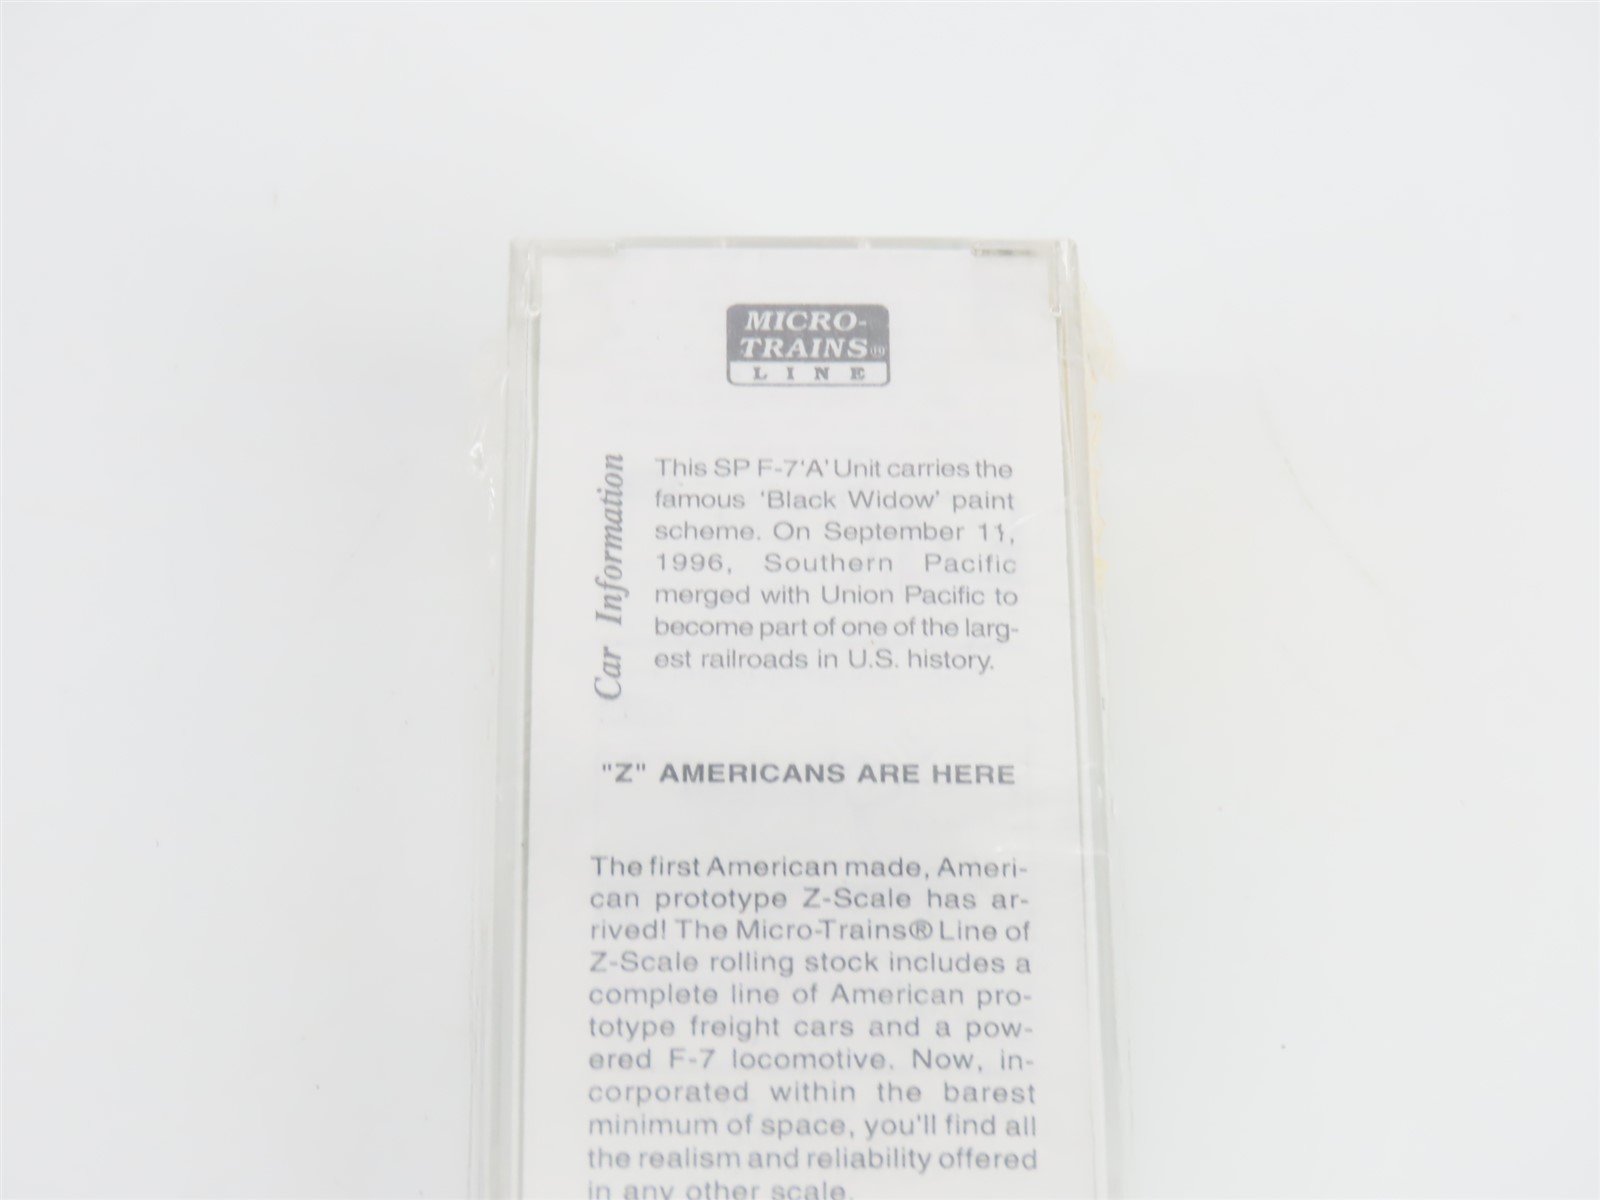 MICRO-
TRAINS®
LINE
Car Information
This SP F-7 'A' Unit carries the
famous 'Black Widow' paint
scheme. On September 11,
1996, Southern Pacific
merged with Union Pacific to
become part of one of the larg-
est railroads in U.S. history.
"Z" AMERICANS ARE HERE
The first American made, Ameri-
can prototype Z-Scale has ar-
rived! The Micro-Trains® Line of
Z-Scale rolling stock includes a
complete line of American pro-
totype freight cars and a pow-
ered F-7 locomotive. Now, in-
corporated within the barest
minimum of space, you'll find all
the realism and reliability offered
in any other scale.